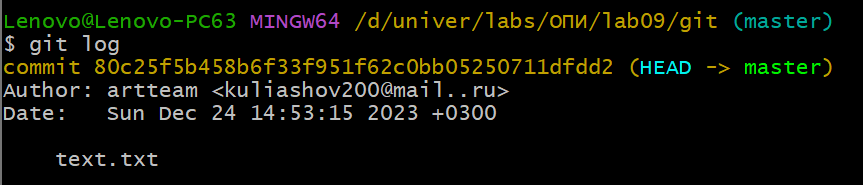 Lenovo@Lenovo-PC63 MINGW64 /d/univer/labs/опи/lab09/git (master)
$ git log
commit 80c25f5b458b6f33f951f62c0bb05250711dfdd2 (HEAD -> master)
Author: artteam <kuliashov200@mail..ru>
Date:   Sun Dec 24 14:53:15 2023 +0300
    text.txt